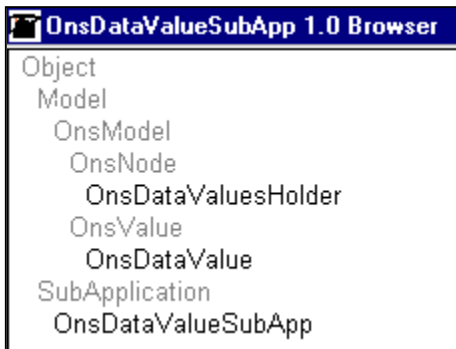 OnsDataValueSubApp 1.0 Browser
Object
Model
OnsModel
OnsNode
OnsDataValuesHolder
OnsValue
OnsDataValue
SubApplication
OnsDataValueSubApp